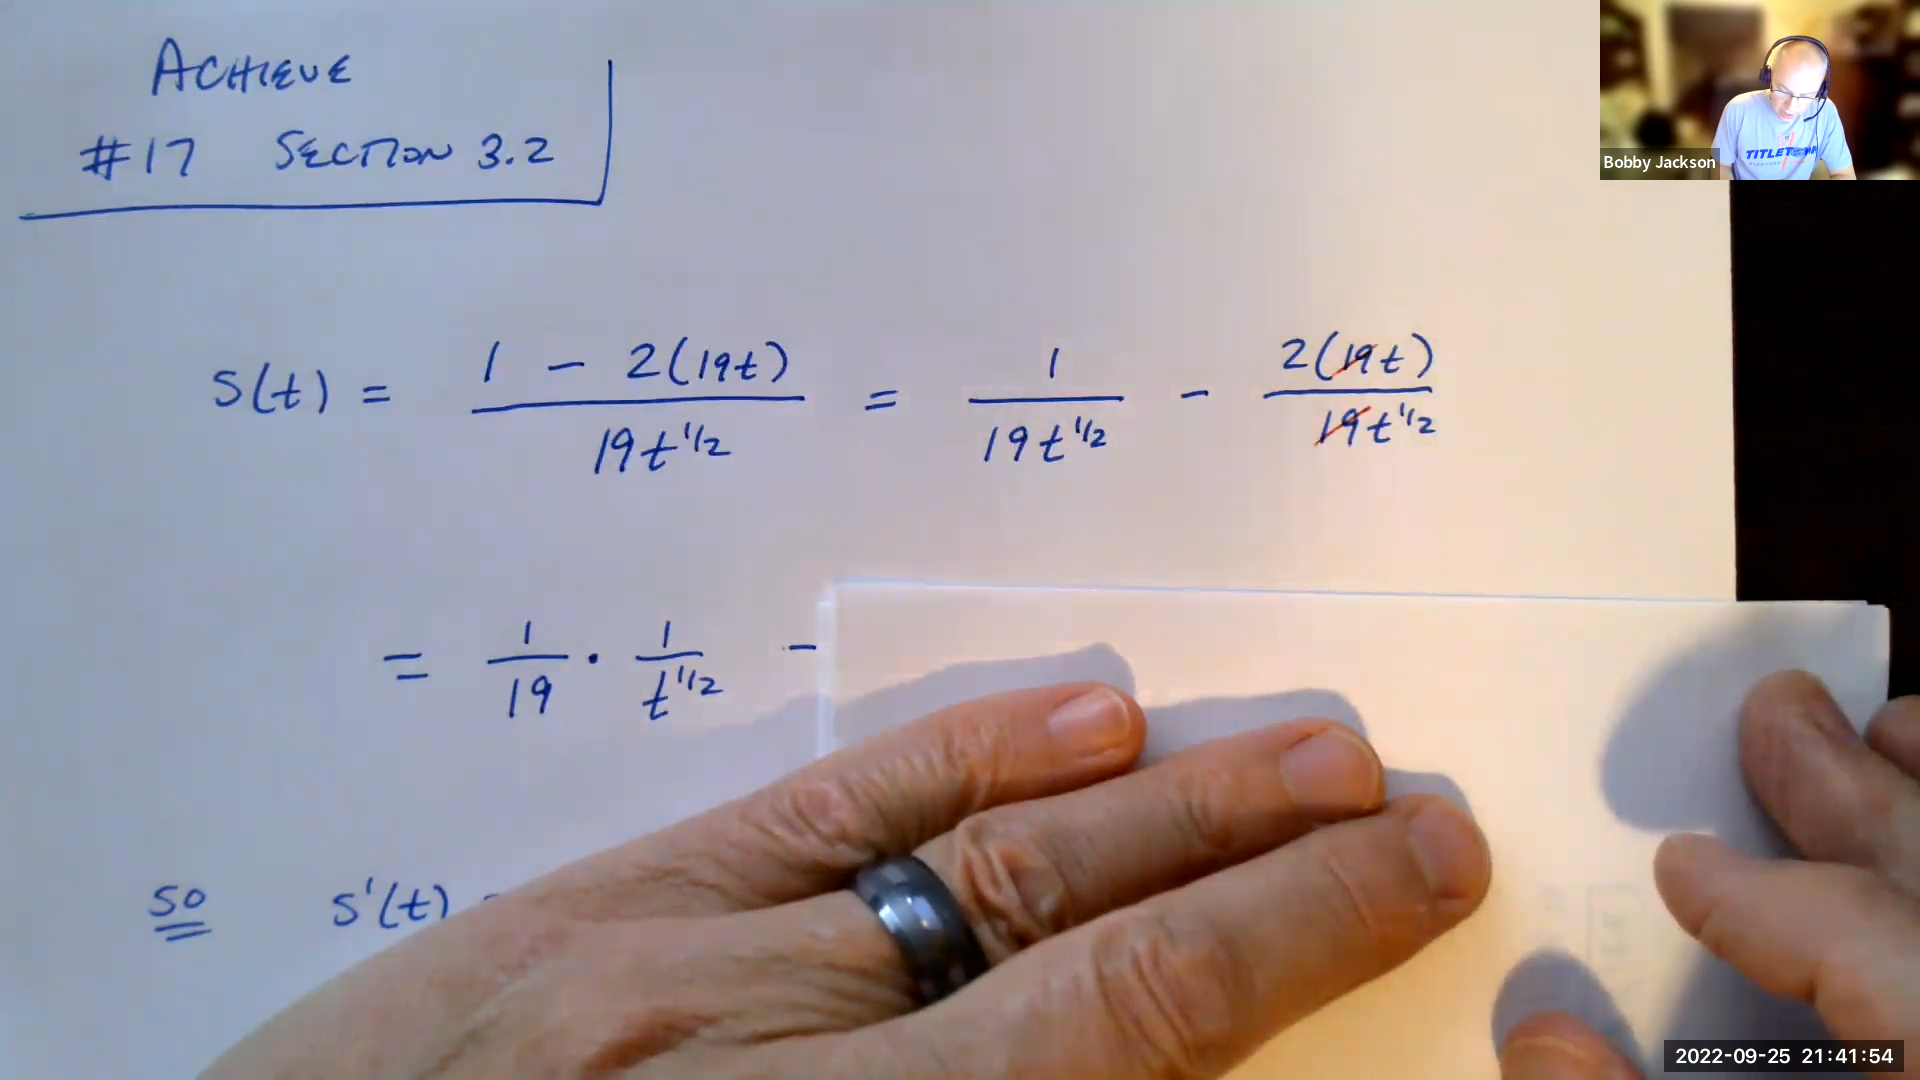 ACHIEVE
#17 SECTION 3.2
S(t) = 1 - 2(19t) / 19t^1/2 = 1 / 19t^1/2 - 2(19t) / 19t^1/2
= 1/19 · 1/t^1/2 -
SO S'(t)
Bobby Jackson
2022-09-25 21:41:54